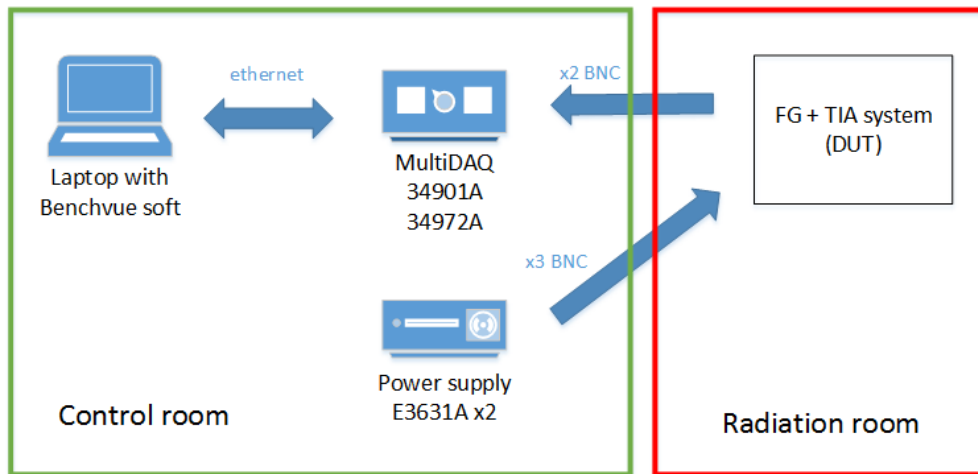 ethernet
x2 BNC
FG + TIA system
(DUT)
Laptop with
Benchvue soft
MultiDAQ
34901A
34972A
x3 BNC
Power supply
E3631A x2
Control room
Radiation room